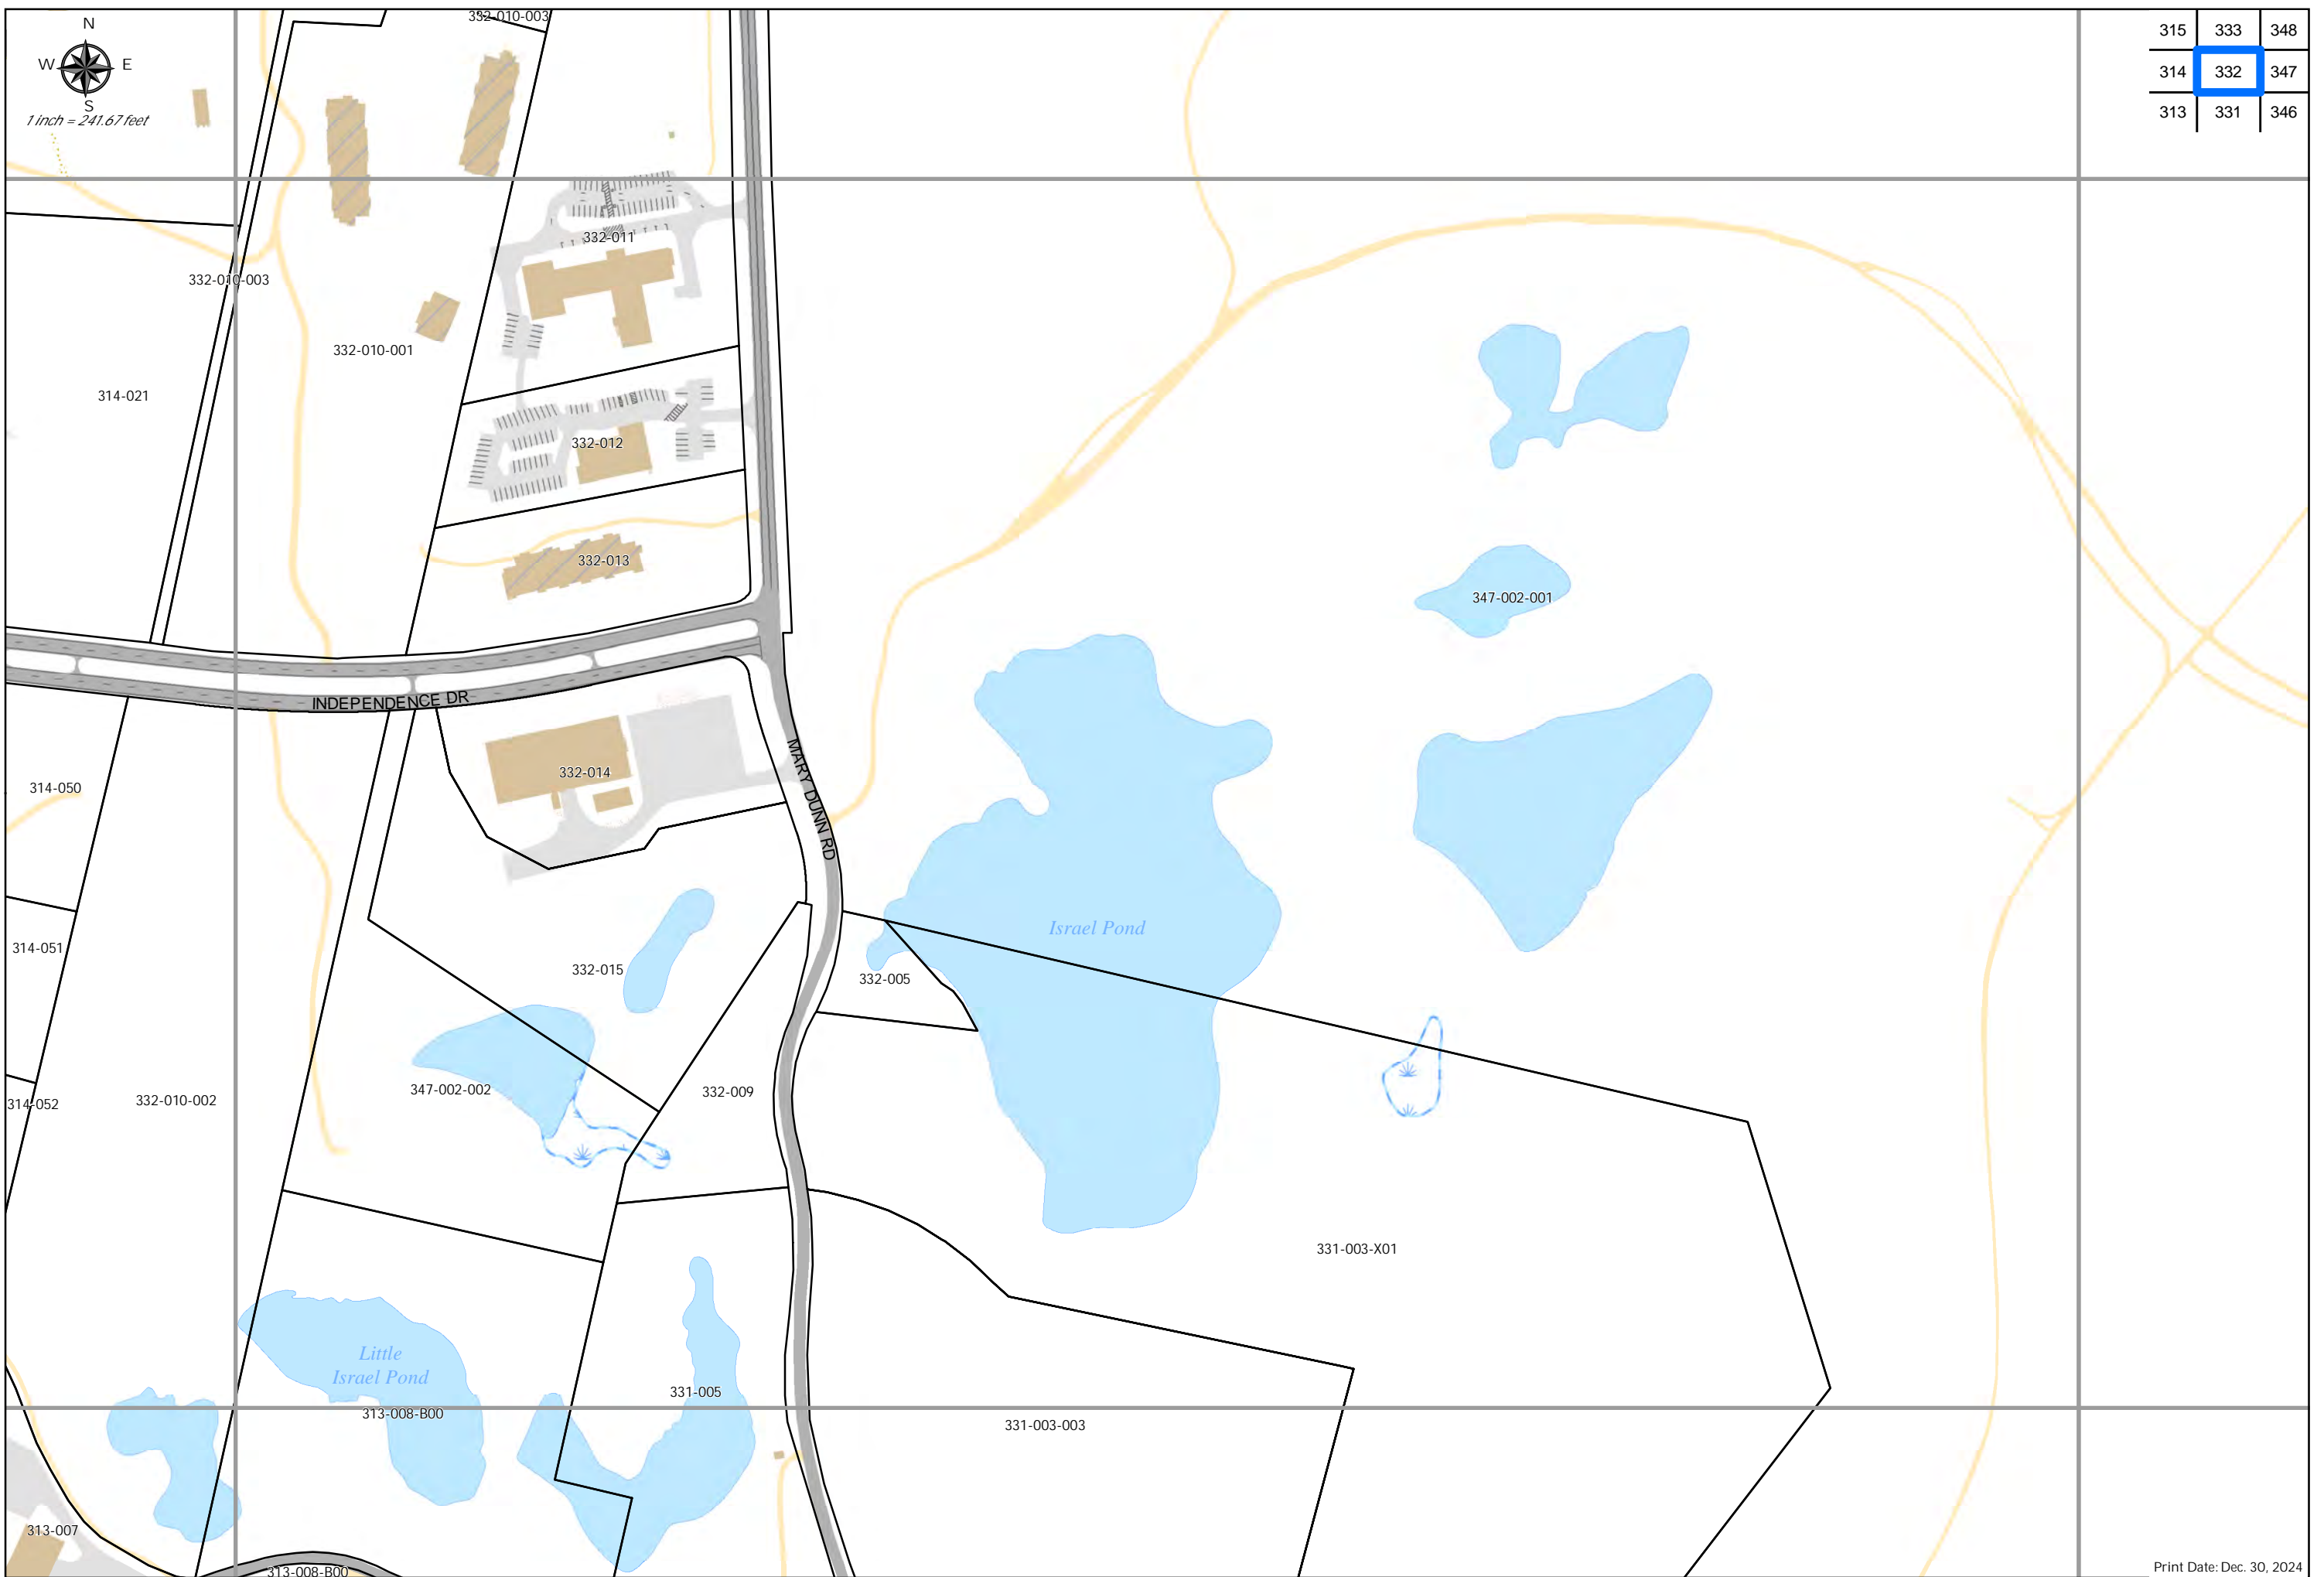 332-010-003
N
W E
S
1 inch = 241.67 feet
315 333 348
314 332 347
313 331 346
332-011
332-010-003
332-010-001
314-021
332-012
332-013
347-002-001
INDEPENDENCE DR
MARY DUNN RD
332-014
314-050
Israel Pond
314-051
332-015
332-005
347-002-002
332-009
332-010-002
314-052
331-003-X01
Little
Israel Pond
331-005
313-008-B00
331-003-003
313-007
313-008-B00
Print Date: Dec. 30, 2024